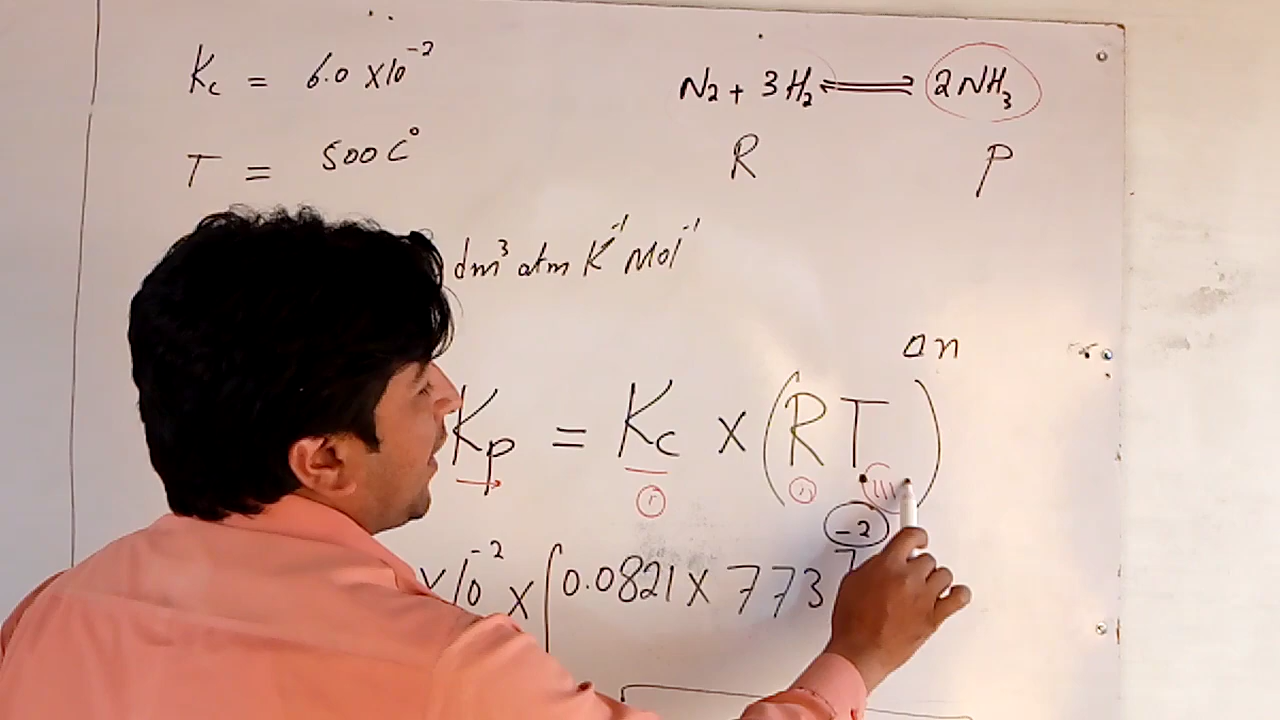 Kc = 6.0 x10⁻²
N₂ + 3H₂ ⇌ 2NH₃
T = 500 C°
R P
dm³ atm K⁻¹ Mol⁻¹
Δn
Kp = Kc x (RT)
-2
x10⁻² x [0.0821 x 773]